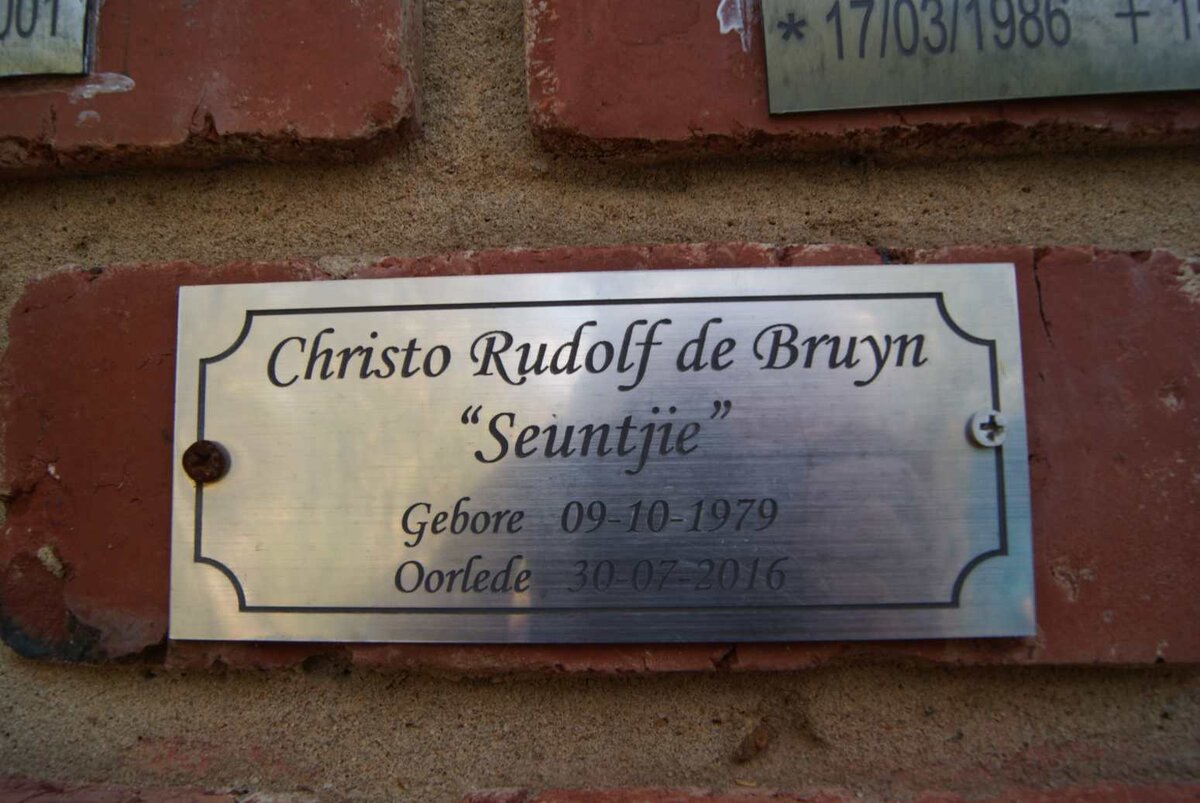 * 17/03/1986 +
Christo Rudolf de Bruyn
“Seuntjie”
Gebore 09-10-1979
Oorlede 30-07-2016